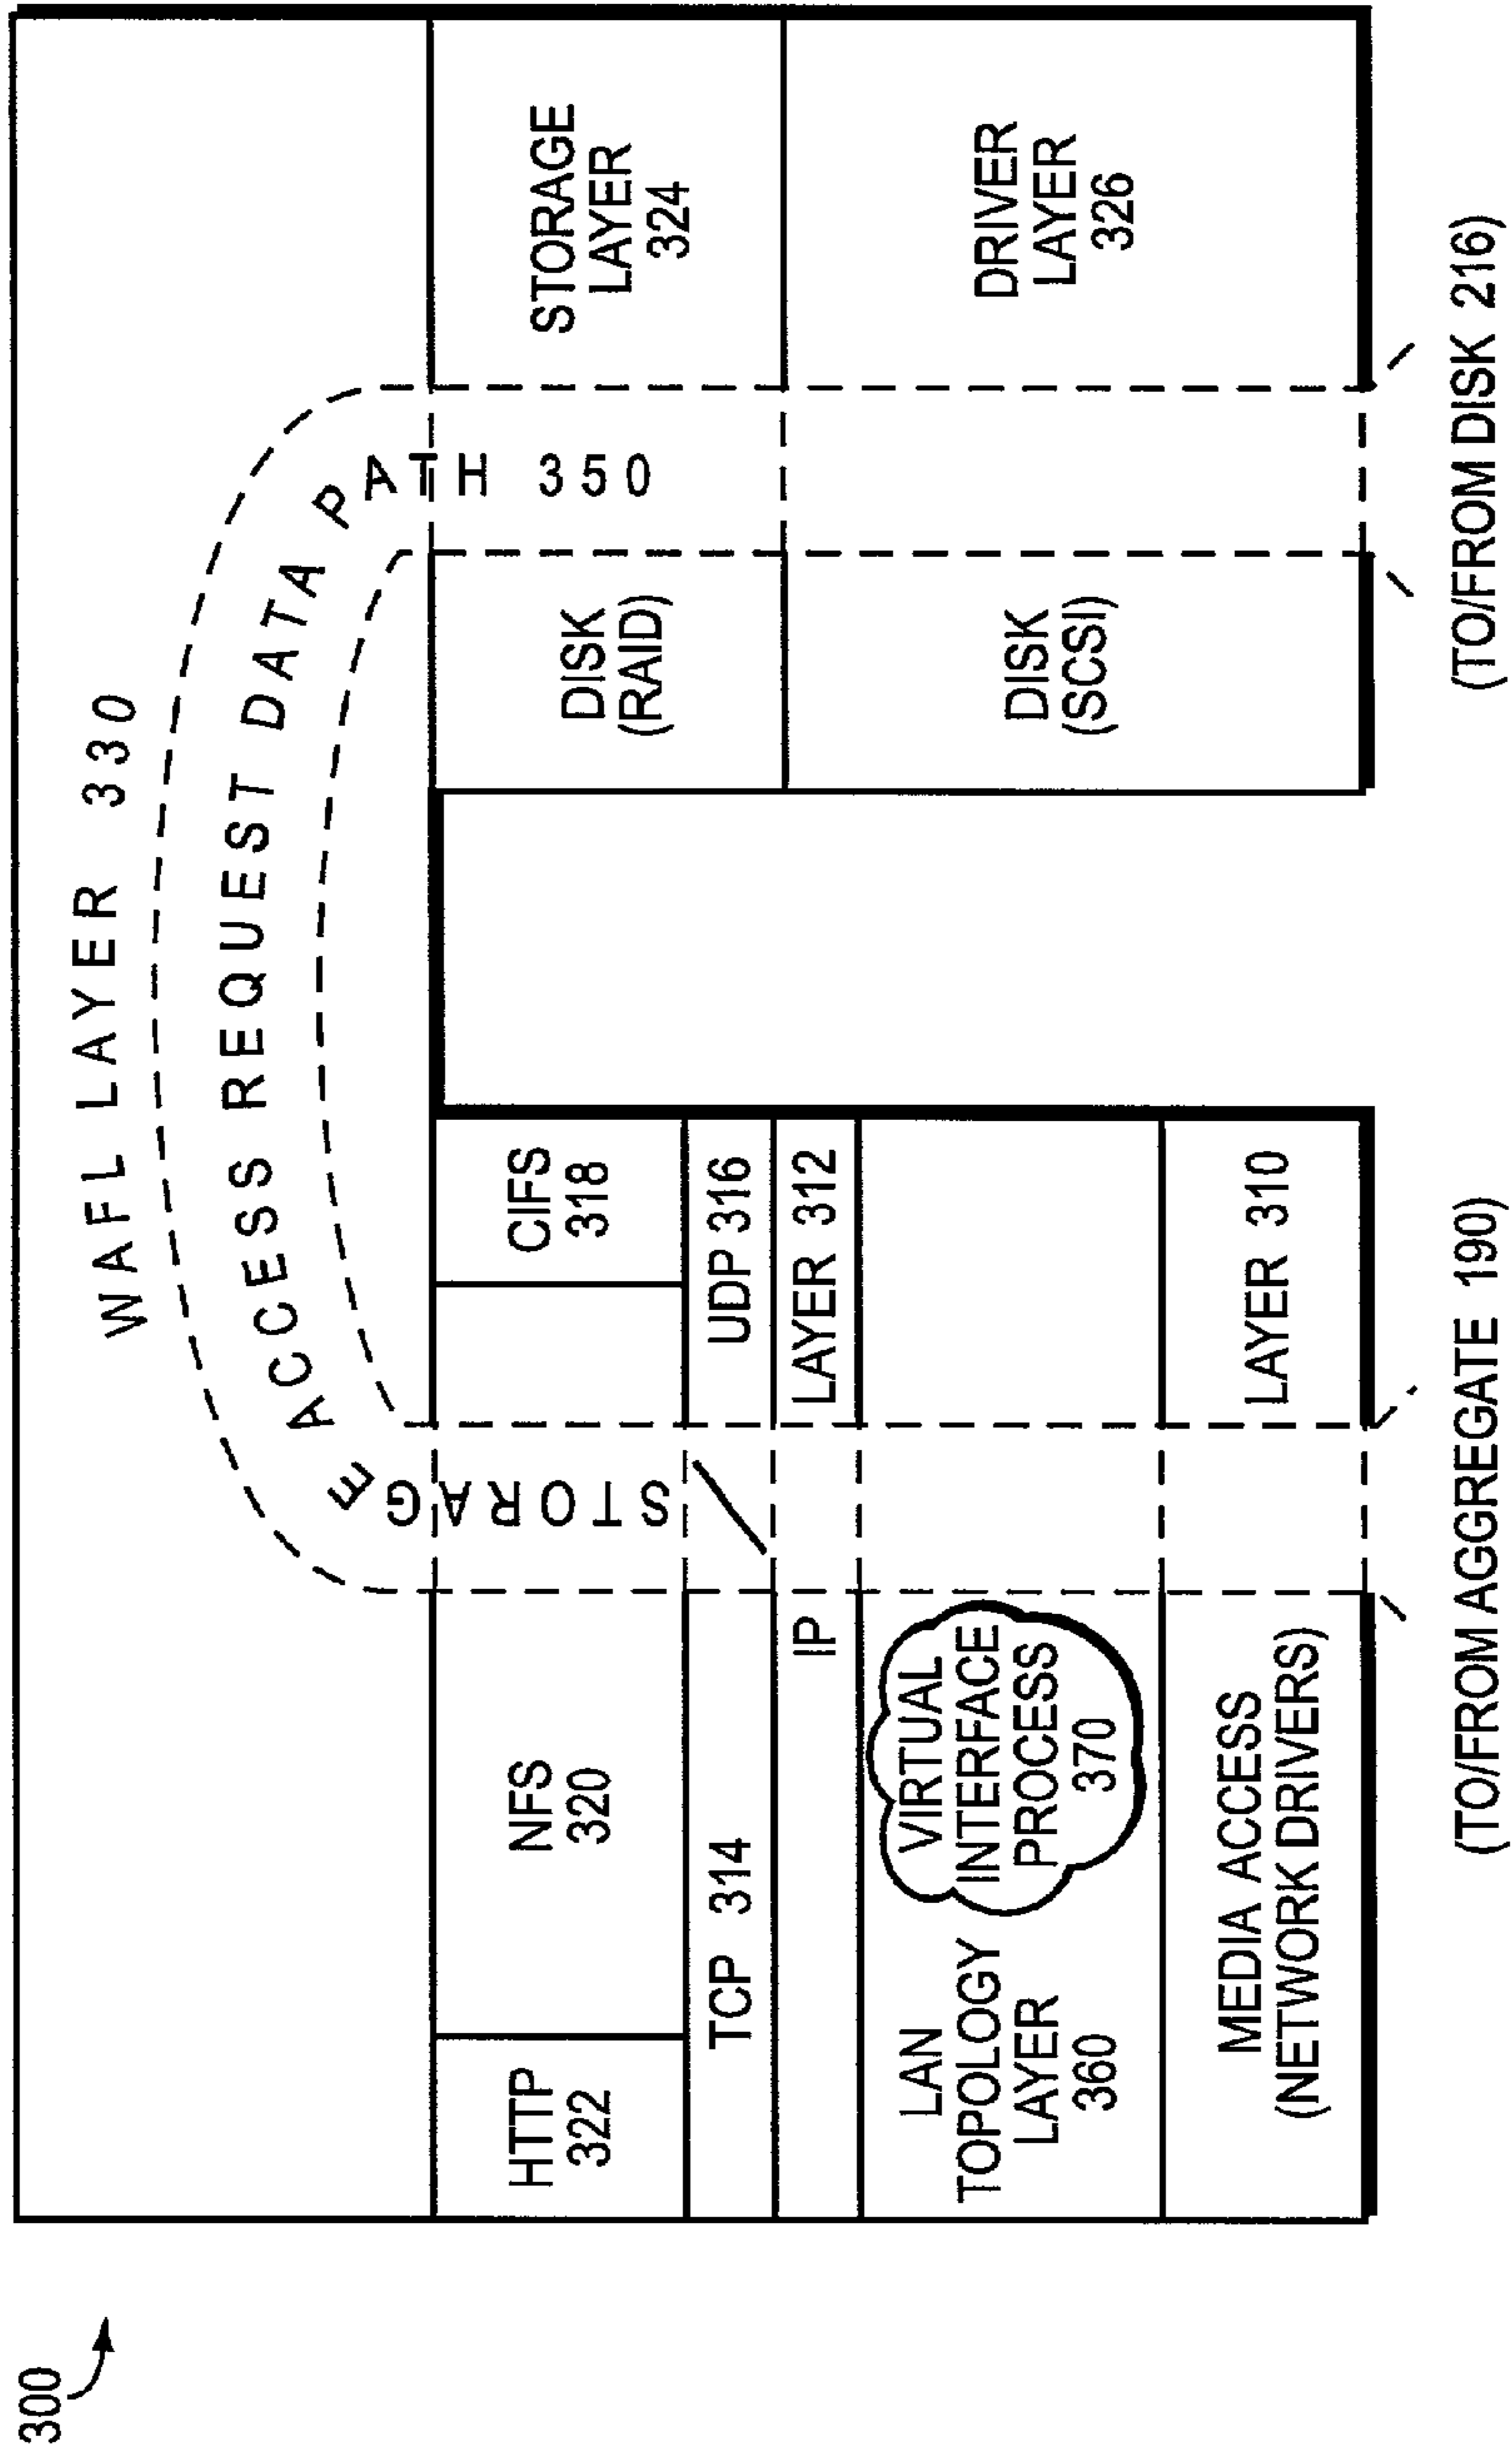 300
WAFL LAYER 330
STORAGE ACCESS REQUEST DATA PATH 350
HTTP
322
NFS
320
CIFS
318
TCP 314
/
UDP 316
IP
LAYER 312
LAN
TOPOLOGY
LAYER
360
VIRTUAL
INTERFACE
PROCESS
370
MEDIA ACCESS
(NETWORK DRIVERS)
LAYER 310
(TO/FROM AGGREGATE 190)
DISK
(RAID)
STORAGE
LAYER
324
DISK
(SCSI)
DRIVER
LAYER
326
(TO/FROM DISK 216)